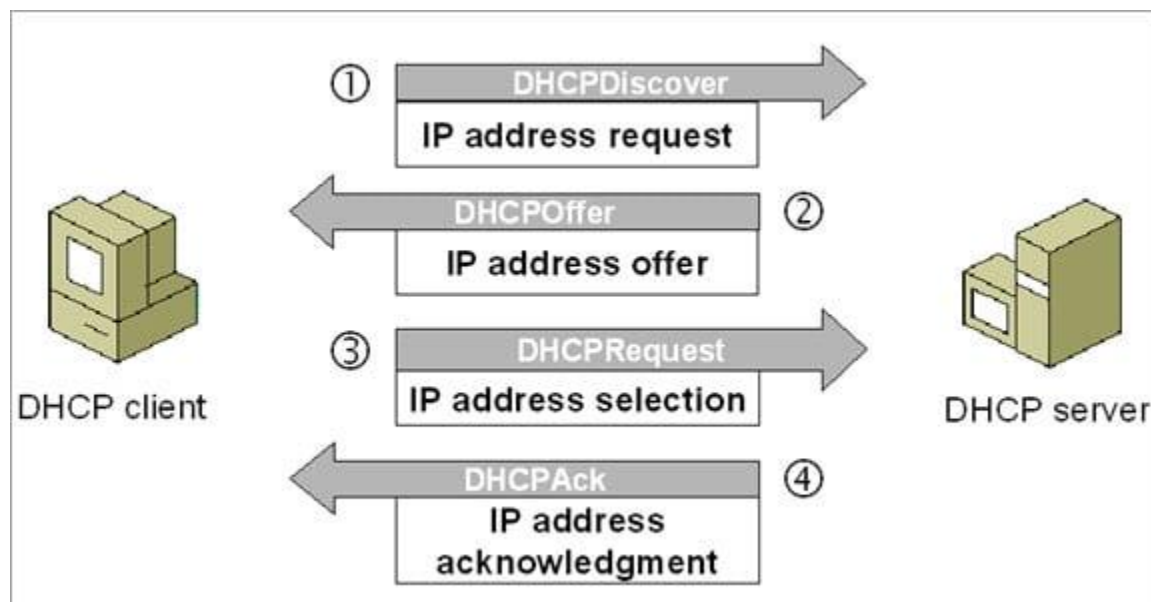 ① DHCPDiscover
IP address request
DHCPOffer ②
IP address offer
③ DHCPRequest
IP address selection
DHCP client
DHCP server
DHCPAck ④
IP address
acknowledgment